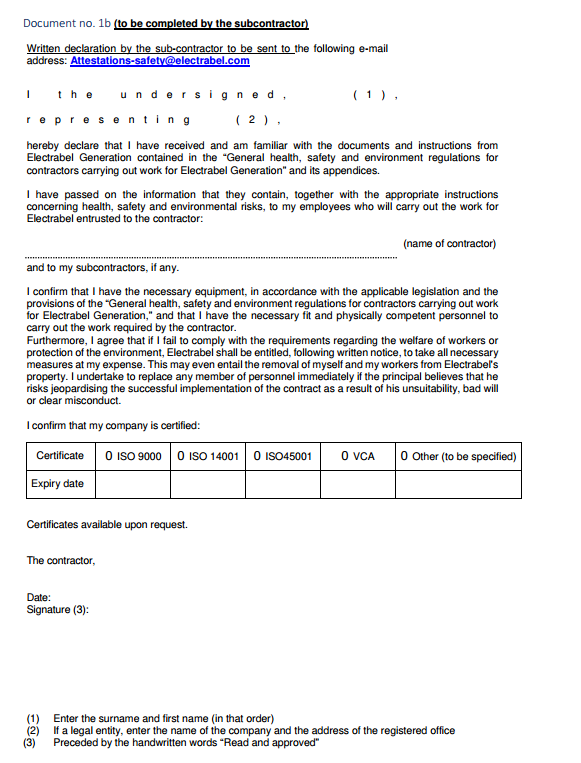 Document no. 1b (to be completed by the subcontractor)
Written declaration by the sub-contractor to be sent to the following e-mail
address: Attestations-safety@electrabel.com
I the undersigned, (1),
representing (2),
hereby declare that I have received and am familiar with the documents and instructions from
Electrabel Generation contained in the “General health, safety and environment regulations for
contractors carrying out work for Electrabel Generation” and its appendices.
I have passed on the information that they contain, together with the appropriate instructions
concerning health, safety and environmental risks, to my employees who will carry out the work for
Electrabel entrusted to the contractor:
(name of contractor)
................................................................................
and to my subcontractors, if any.
I confirm that I have the necessary equipment, in accordance with the applicable legislation and the
provisions of the “General health, safety and environment regulations for contractors carrying out work
for Electrabel Generation,” and that I have the necessary fit and physically competent personnel to
carry out the work required by the contractor.
Furthermore, I agree that if I fail to comply with the requirements regarding the welfare of workers or
protection of the environment, Electrabel shall be entitled, following written notice, to take all necessary
measures at my expense. This may even entail the removal of myself and my workers from Electrabel's
property. I undertake to replace any member of personnel immediately if the principal believes that he
risks jeopardising the successful implementation of the contract as a result of his unsuitability, bad will
or clear misconduct.
I confirm that my company is certified:
Certificate 0 ISO 9000 0 ISO 14001 0 ISO45001 0 VCA 0 Other (to be specified)
Expiry date
Certificates available upon request.
The contractor,
Date:
Signature (3):
(1) Enter the surname and first name (in that order)
(2) If a legal entity, enter the name of the company and the address of the registered office
(3) Preceded by the handwritten words “Read and approved”